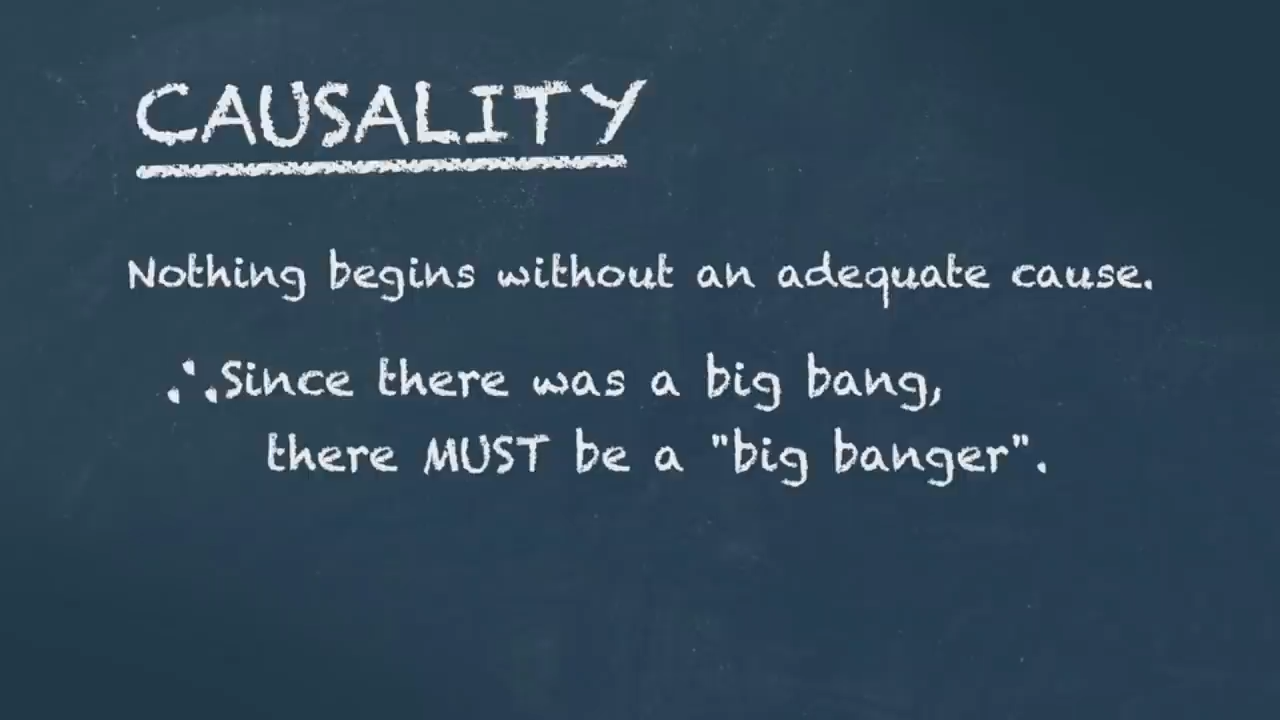 CAUSALITY
Nothing begins without an adequate cause.
∴Since there was a big bang,
there MUST be a "big banger".